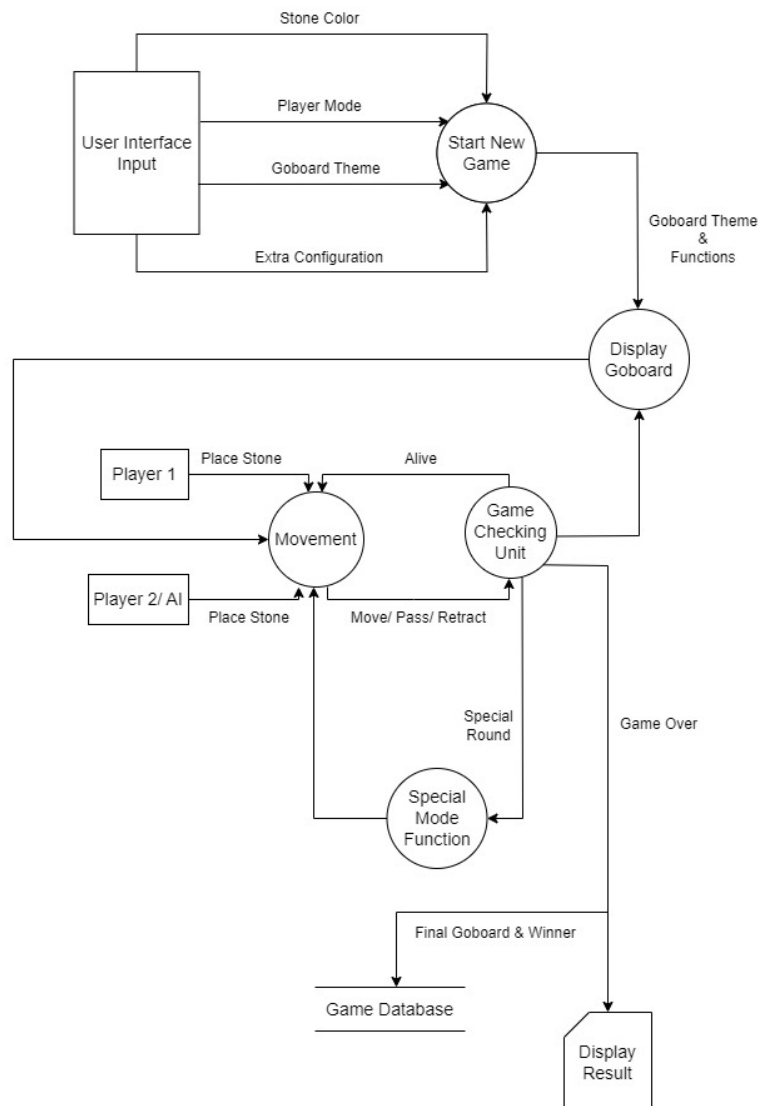 Stone Color
User Interface
Input
Player Mode
Start New
Game
Goboard Theme
Extra Configuration
Goboard Theme
&
Functions
Display
Goboard
Player 1
Place Stone
Alive
Movement
Game
Checking
Unit
Player 2/ AI
Place Stone
Move/ Pass/ Retract
Special
Round
Game Over
Special
Mode
Function
Final Goboard & Winner
Game Database
Display
Result